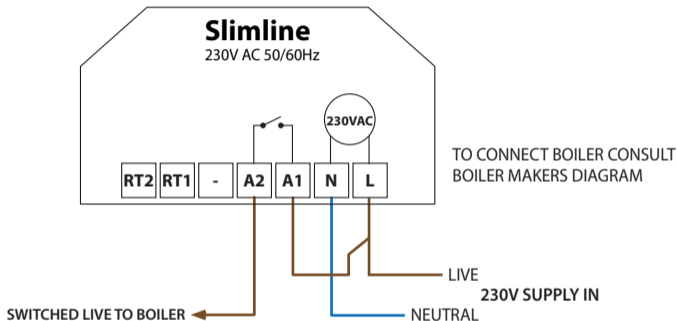 Slimline
230V AC 50/60Hz
230VAC
RT2 RT1 - A2 A1 N L
TO CONNECT BOILER CONSULT
BOILER MAKERS DIAGRAM
LIVE
230V SUPPLY IN
NEUTRAL
SWITCHED LIVE TO BOILER